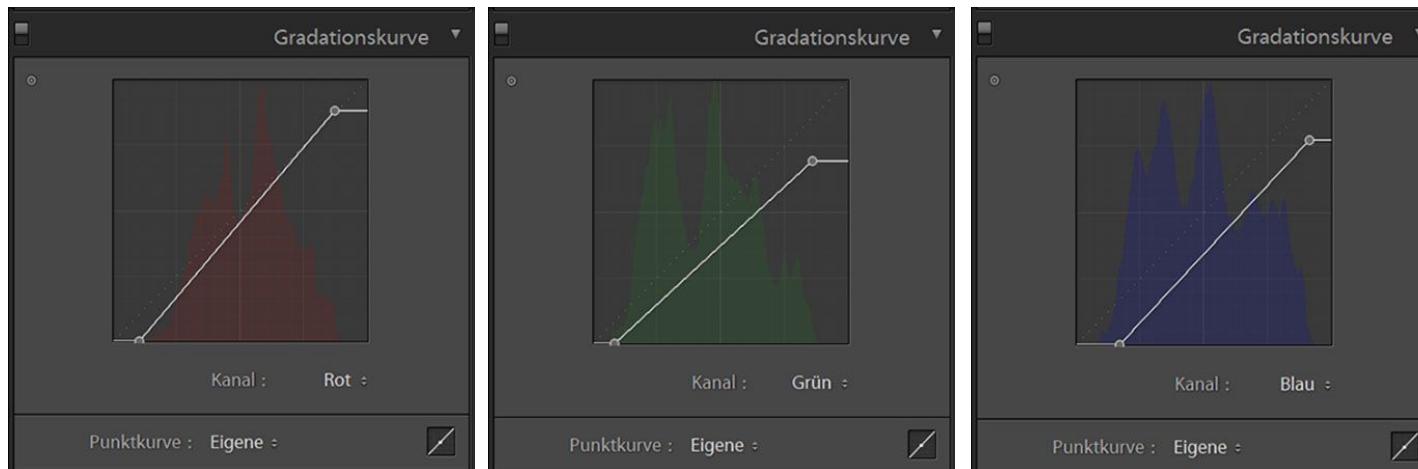 Gradationskurve
Kanal : Rot
Punktkurve : Eigene
Gradationskurve
Kanal : Grün
Punktkurve : Eigene
Gradationskurve
Kanal : Blau
Punktkurve : Eigene